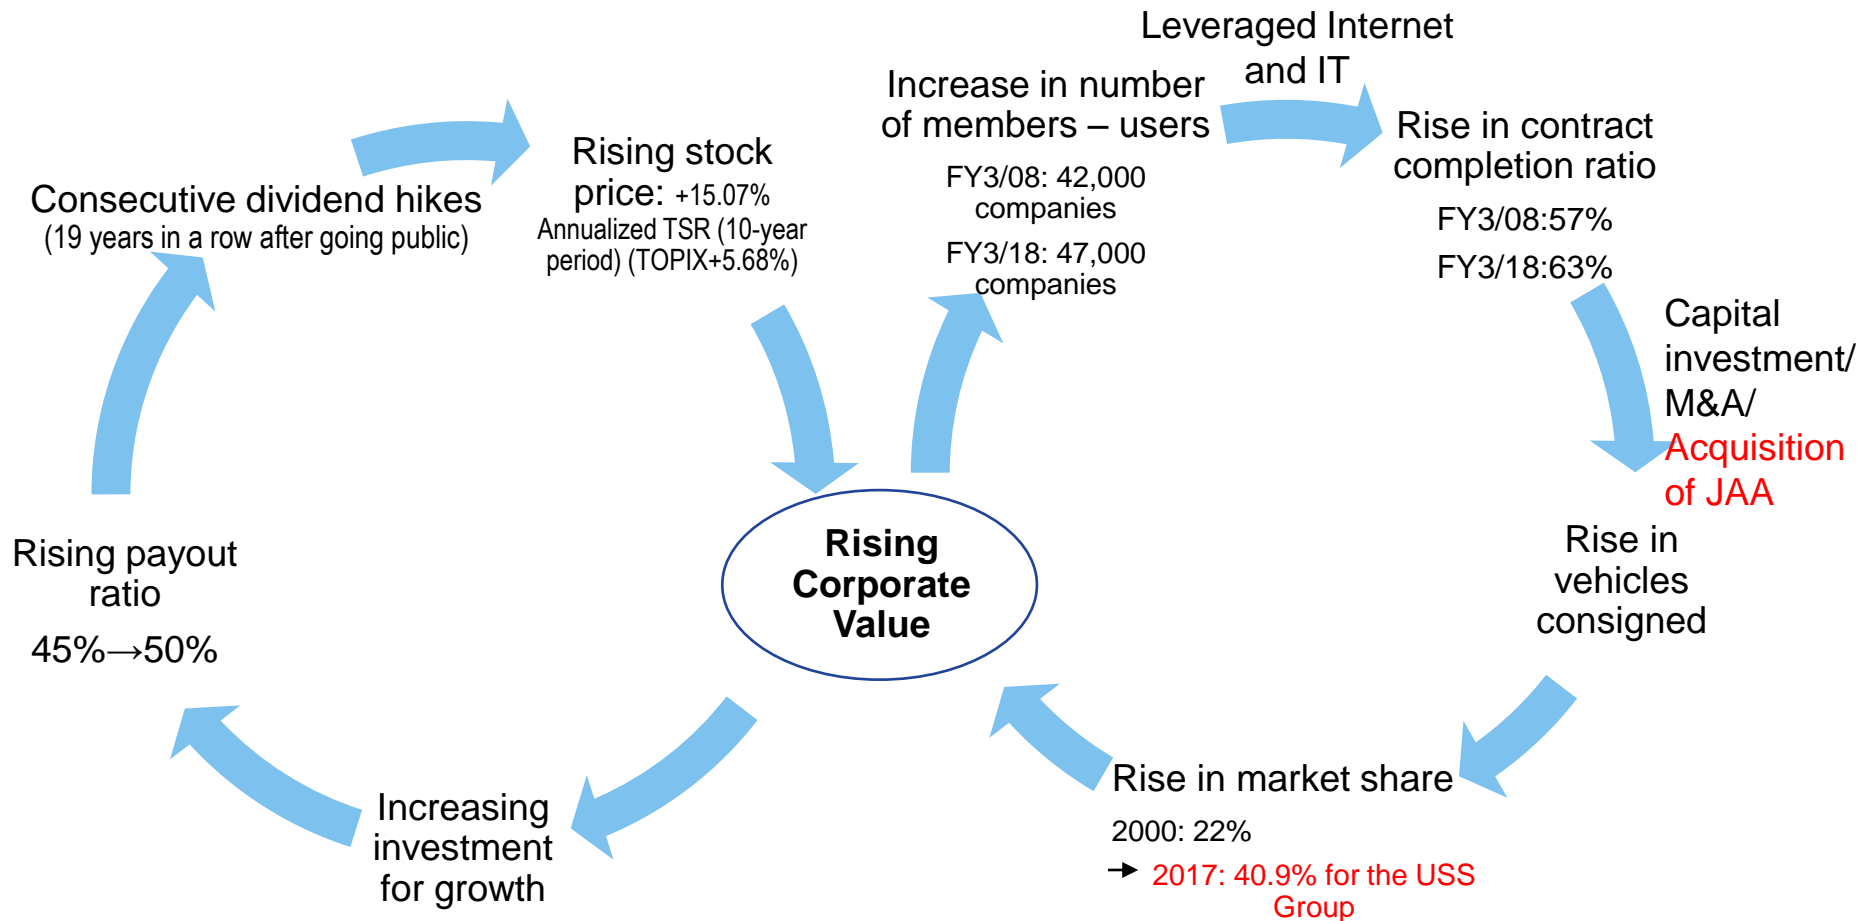 Leveraged Internet
and IT
Increase in number
of members – users
FY3/08: 42,000
companies
FY3/18: 47,000
companies
Rise in contract
completion ratio
FY3/08:57%
FY3/18:63%
Capital
investment/
M&A/
Acquisition
of JAA
Rise in
vehicles
consigned
Rise in market share
2000: 22%
→ 2017: 40.9% for the USS
Group
Rising
Corporate
Value
Increasing
investment
for growth
Rising payout
ratio
45%→50%
Consecutive dividend hikes
(19 years in a row after going public)
Rising stock
price: +15.07%
Annualized TSR (10-year
period) (TOPIX+5.68%)